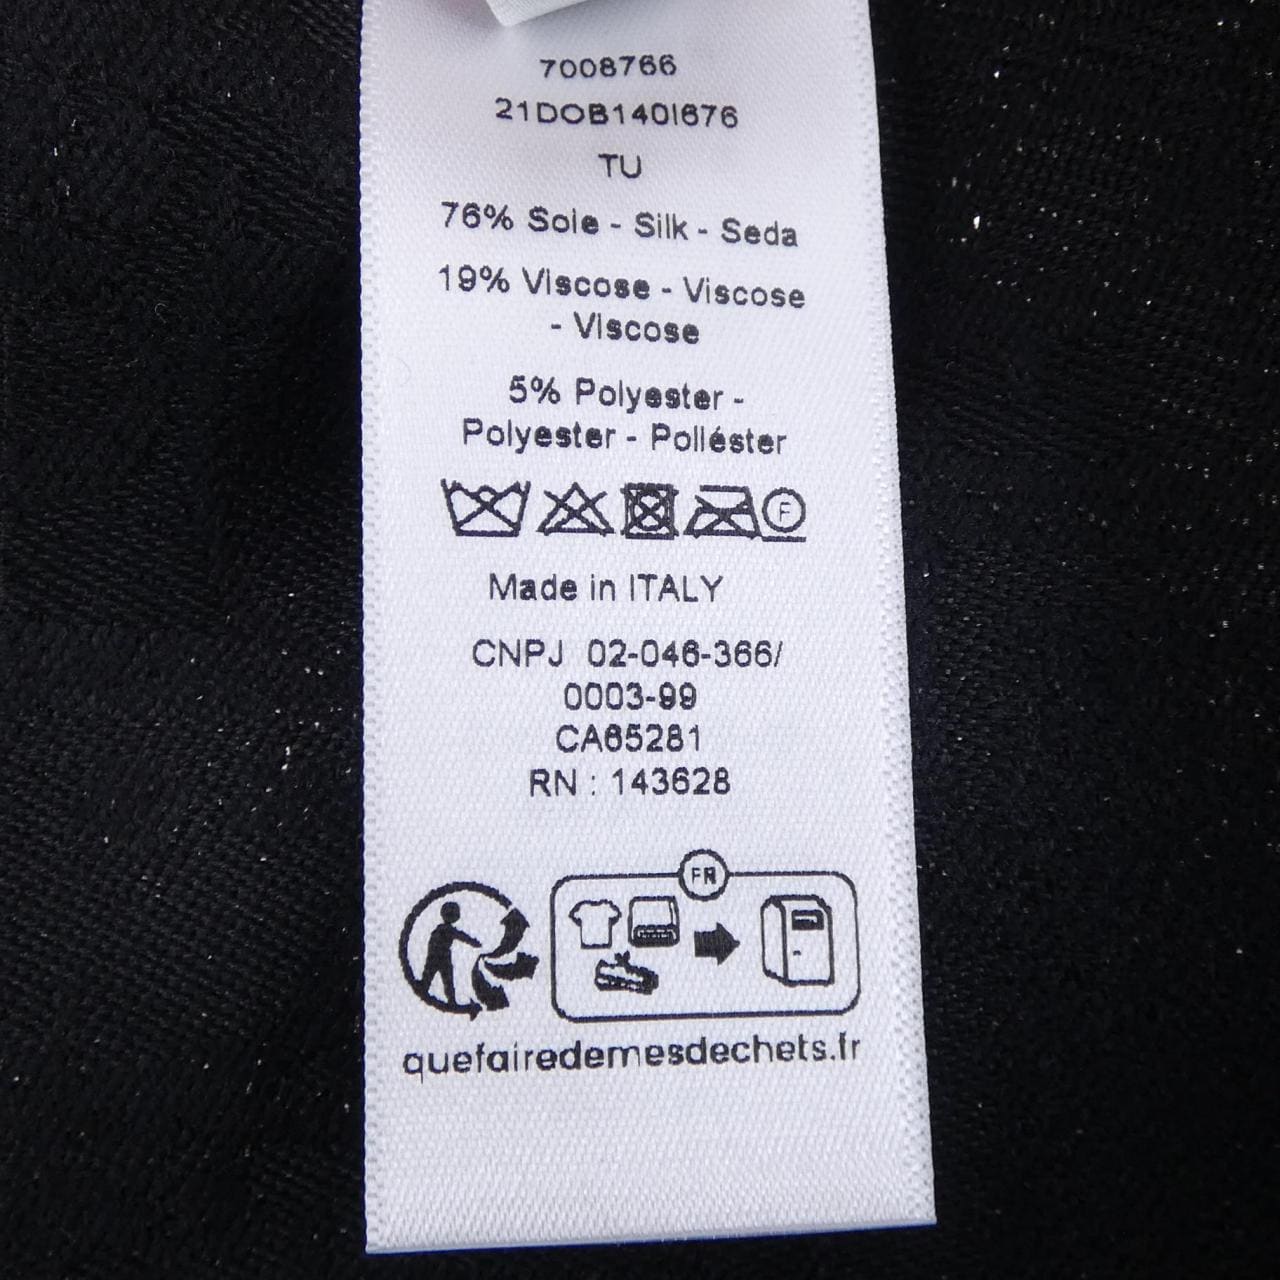 7008766
21DOB140I676
TU
76% Soie - Silk - Seda
19% Viscose - Viscose
- Viscose
5% Polyester -
Polyester - Poliéster
F
Made in ITALY
CNPJ 02-046-366/
0003-99
CA65281
RN : 143628
FR
quefairedemesdechets.fr